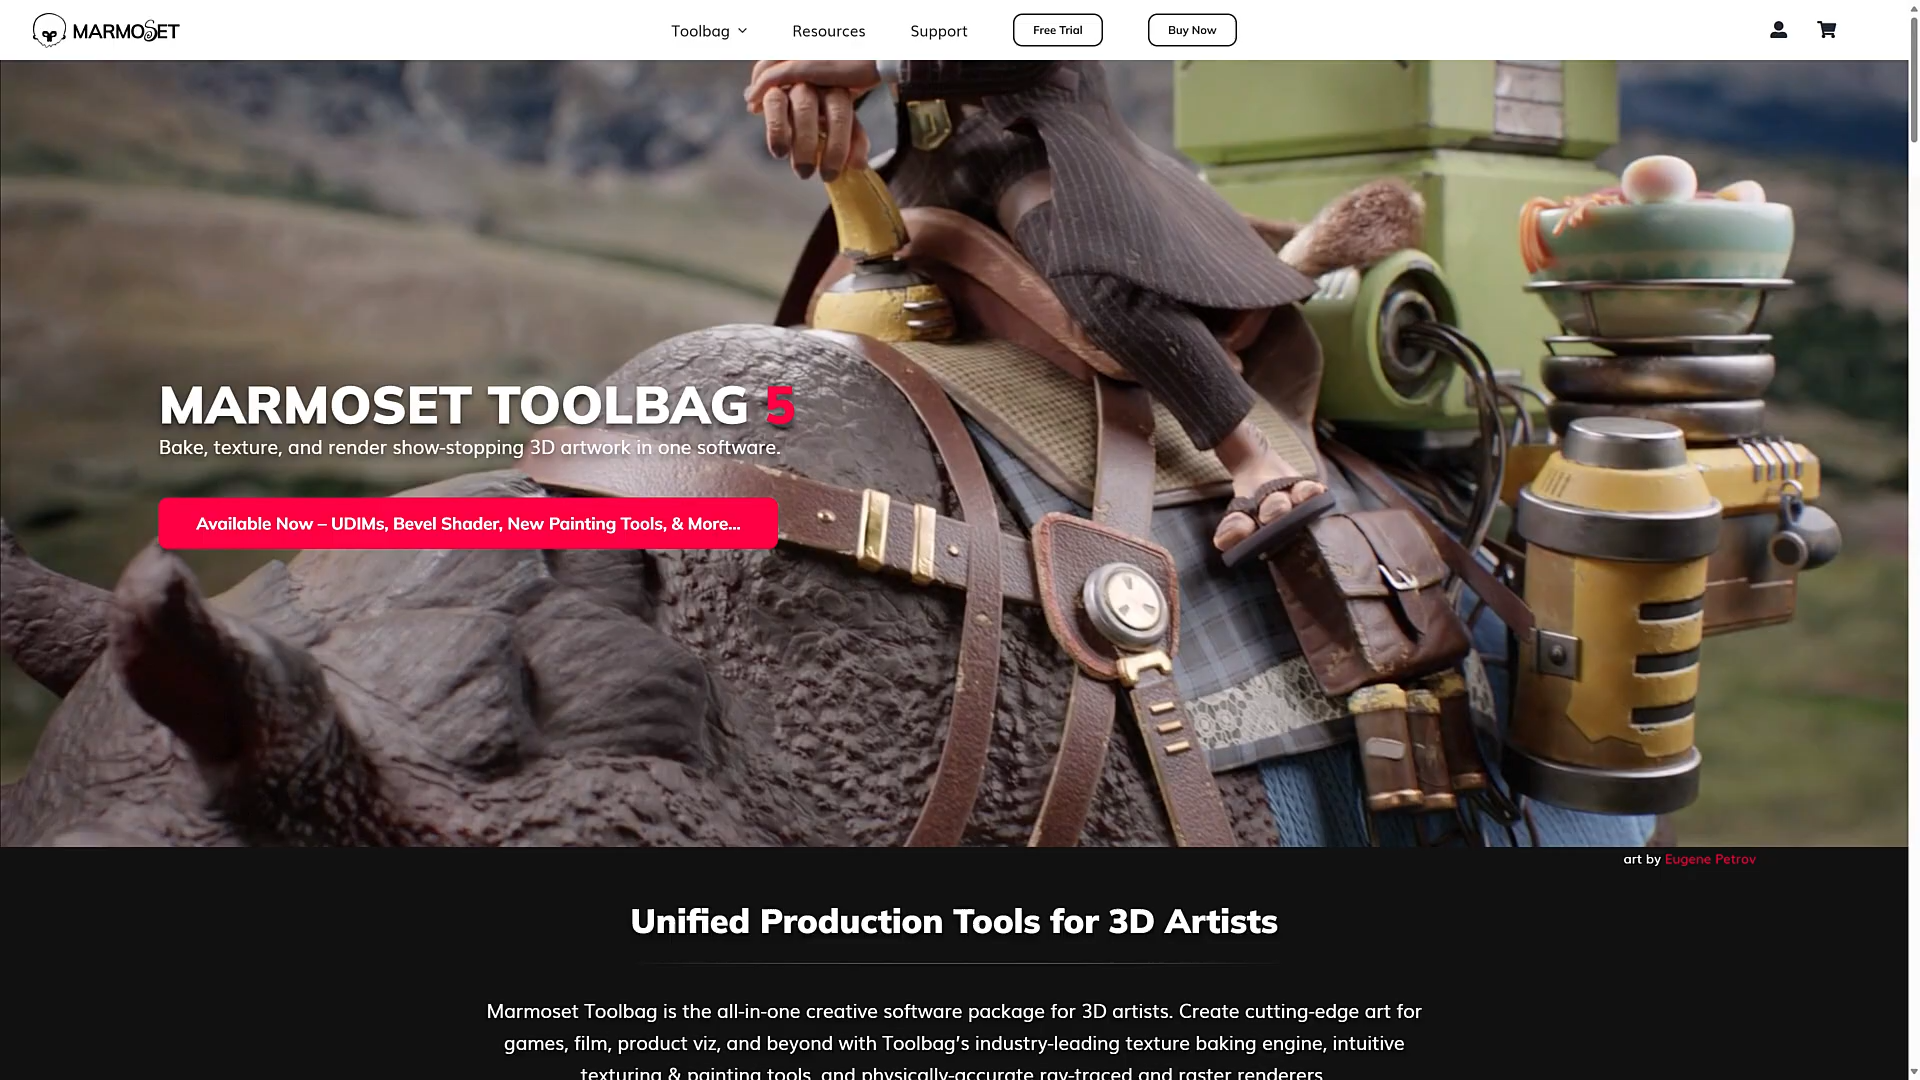 MARMOSET
Toolbag
Resources
Support
Free Trial
Buy Now
MARMOSET TOOLBAG 5
Bake, texture, and render show-stopping 3D artwork in one software.
Available Now – UDIMs, Bevel Shader, New Painting Tools, & More...
art by Eugene Petrov
Unified Production Tools for 3D Artists
Marmoset Toolbag is the all-in-one creative software package for 3D artists. Create cutting-edge art for
games, film, product viz, and beyond with Toolbag's industry-leading texture baking engine, intuitive
texturing & painting tools, and physically-accurate ray-traced and raster renderers.